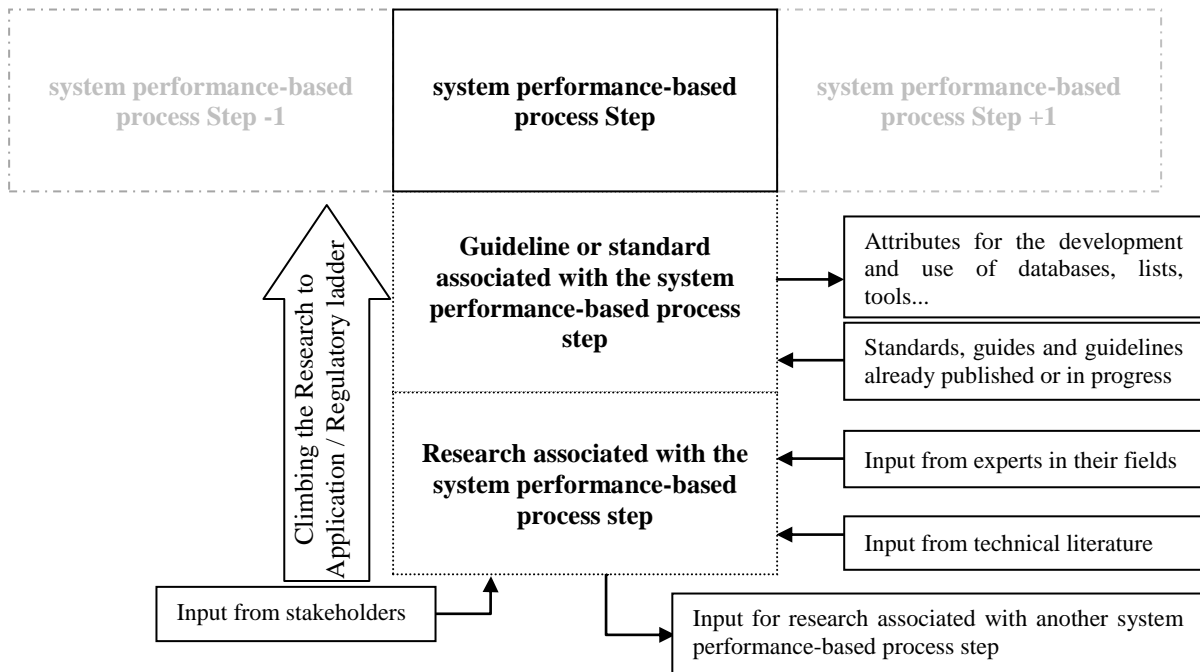 system performance-based
process Step -1
system performance-based
process Step
system performance-based
process Step +1
Guideline or standard
associated with the system
performance-based process
step
Attributes for the development
and use of databases, lists,
tools...
Standards, guides and guidelines
already published or in progress
Climbing the Research to
Application / Regulatory ladder
Research associated with the
system performance-based
process step
Input from experts in their fields
Input from technical literature
Input from stakeholders
Input for research associated with another system
performance-based process step